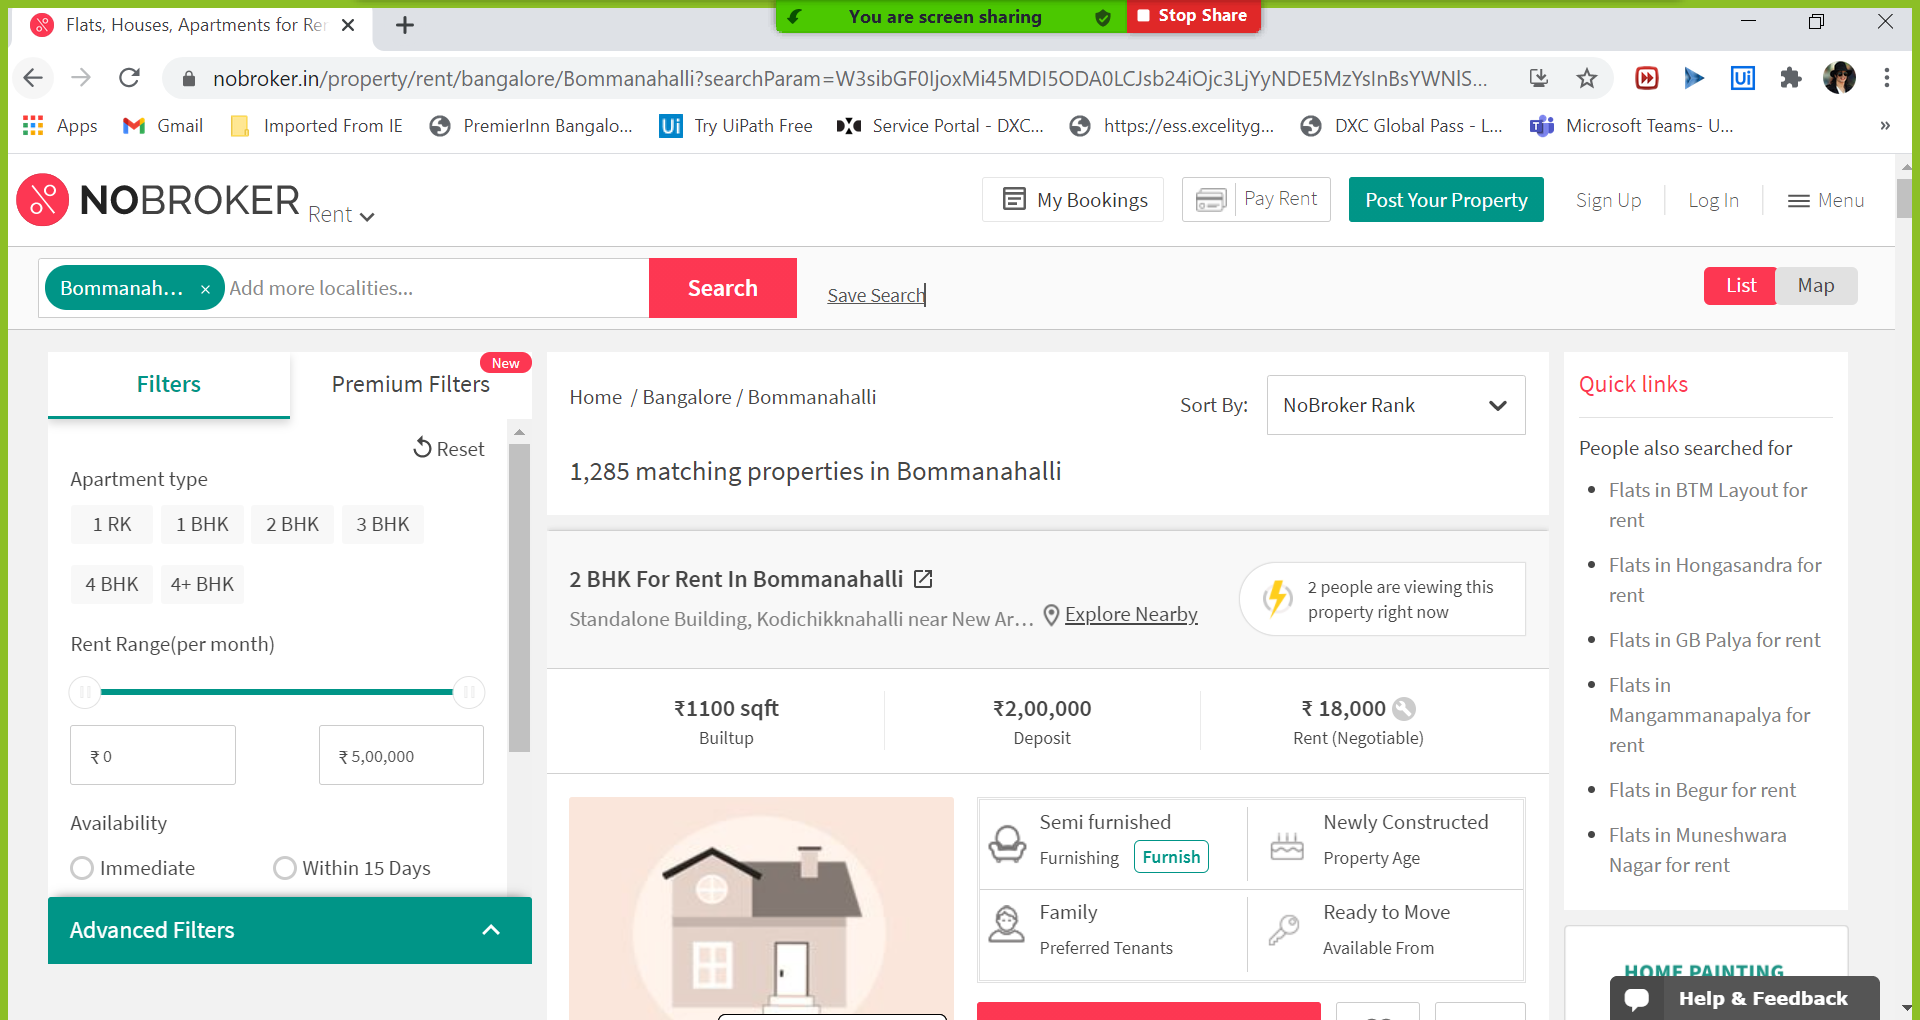 You are screen sharing
Stop Share
Flats, Houses, Apartments for Rer
nobroker.in/property/rent/bangalore/Bommanahalli?searchParam=W3sibGF0IjoxMi45MDI5ODA0LCJsb24iOjc3LjYyNDE5MzYsInBsYWNlS...
Apps
Gmail
Imported From IE
PremierInn Bangalo...
Ui Try UiPath Free
Service Portal - DXC...
https://ess.excelityg...
DXC Global Pass - L...
Microsoft Teams- U...
»
NOBROKER
Rent
My Bookings
Pay Rent
Post Your Property
Sign Up
Log In
Menu
Bommanah... ×
Add more localities...
Search
Save Search
List
Map
Filters
Premium Filters
New
Reset
Apartment type
1 RK
1 BHK
2 BHK
3 BHK
4 BHK
4+ BHK
Rent Range(per month)
₹ 0
₹ 5,00,000
Availability
Immediate
Within 15 Days
Advanced Filters
Home / Bangalore / Bommanahalli
Sort By:
NoBroker Rank
1,285 matching properties in Bommanahalli
2 BHK For Rent In Bommanahalli
Standalone Building, Kodichikknahalli near New Ar...
Explore Nearby
2 people are viewing this
property right now
₹1100 sqft
Builtup
₹2,00,000
Deposit
₹ 18,000
Rent (Negotiable)
Semi furnished
Furnishing
Furnish
Newly Constructed
Property Age
Family
Preferred Tenants
Ready to Move
Available From
Quick links
People also searched for
Flats in BTM Layout for
rent
Flats in Hongasandra for
rent
Flats in GB Palya for rent
Flats in
Mangammanapalya for
rent
Flats in Begur for rent
Flats in Muneshwara
Nagar for rent
HOME PAINTING
Help & Feedback